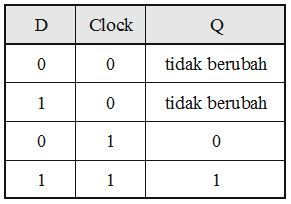 D Clock Q
0 0 tidak berubah
1 0 tidak berubah
0 1 0
1 1 1